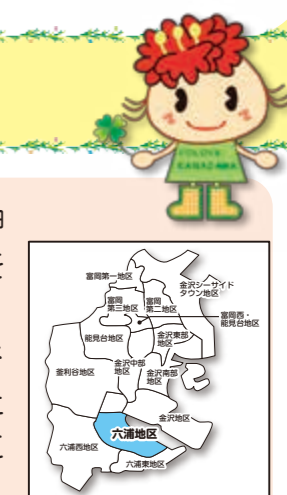 富岡第一地区
金沢シーサイド
タウン地区
富岡
第三地区
富岡
第二地区
富岡西・
能見台地区
能見台地区
金沢東部
地区
金沢中部
地区
釜利谷地区
金沢南部
地区
金沢地区
六浦地区
六浦西地区
六浦東地区